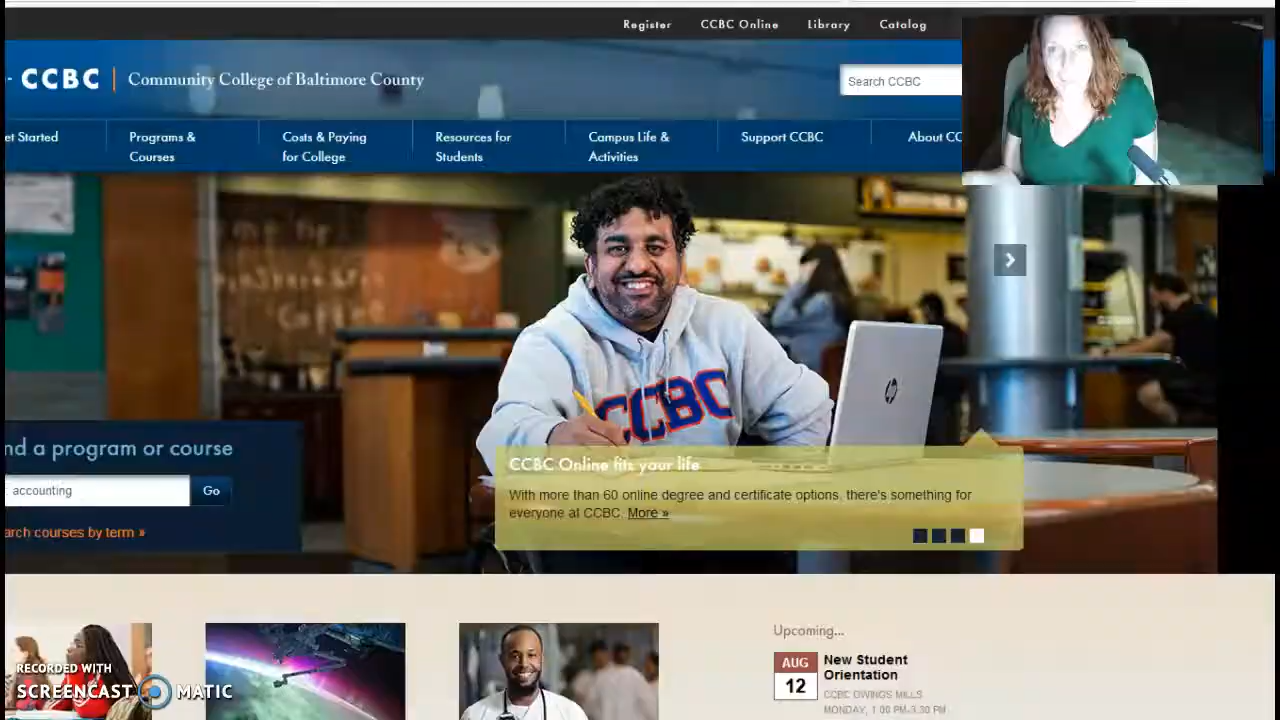 Register CCBC Online Library Catalog
CCBC Community College of Baltimore County
Search CCBC
et Started
Programs &
Courses
Costs & Paying
for College
Resources for
Students
Campus Life &
Activities
Support CCBC
About CC
CCBC
nd a program or course
accounting
Go
arch courses by term »
CCBC Online fits your life
With more than 60 online degree and certificate options, there's something for
everyone at CCBC. More »
Upcoming...
AUG
12
New Student
Orientation
CCBC OWINGS MILLS
MONDAY, 1:00 PM-3:30 PM
RECORDED WITH
SCREENCAST MATIC